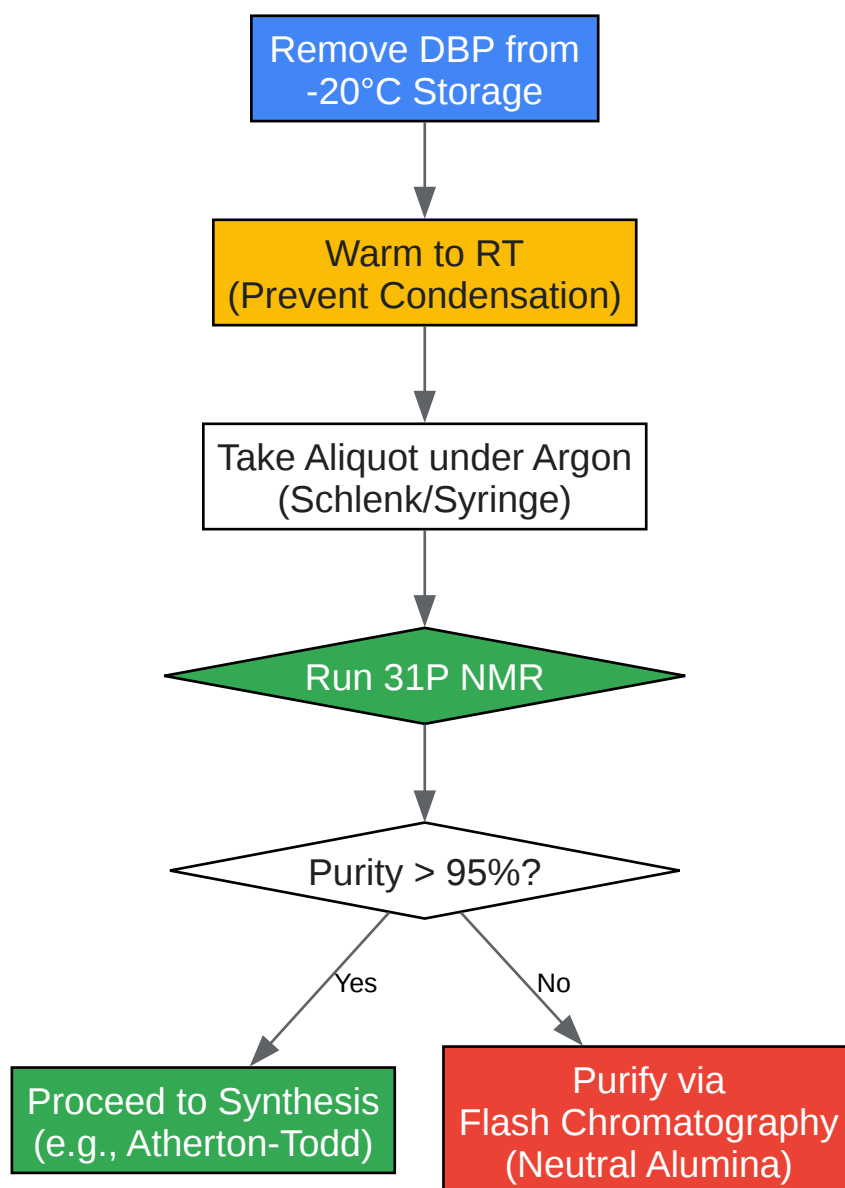 Remove DBP from
-20°C Storage
Warm to RT
(Prevent Condensation)
Take Aliquot under Argon
(Schlenk/Syringe)
Run 31P NMR
Purity > 95%?
Yes
No
Proceed to Synthesis
(e.g., Atherton-Todd)
Purify via
Flash Chromatography
(Neutral Alumina)